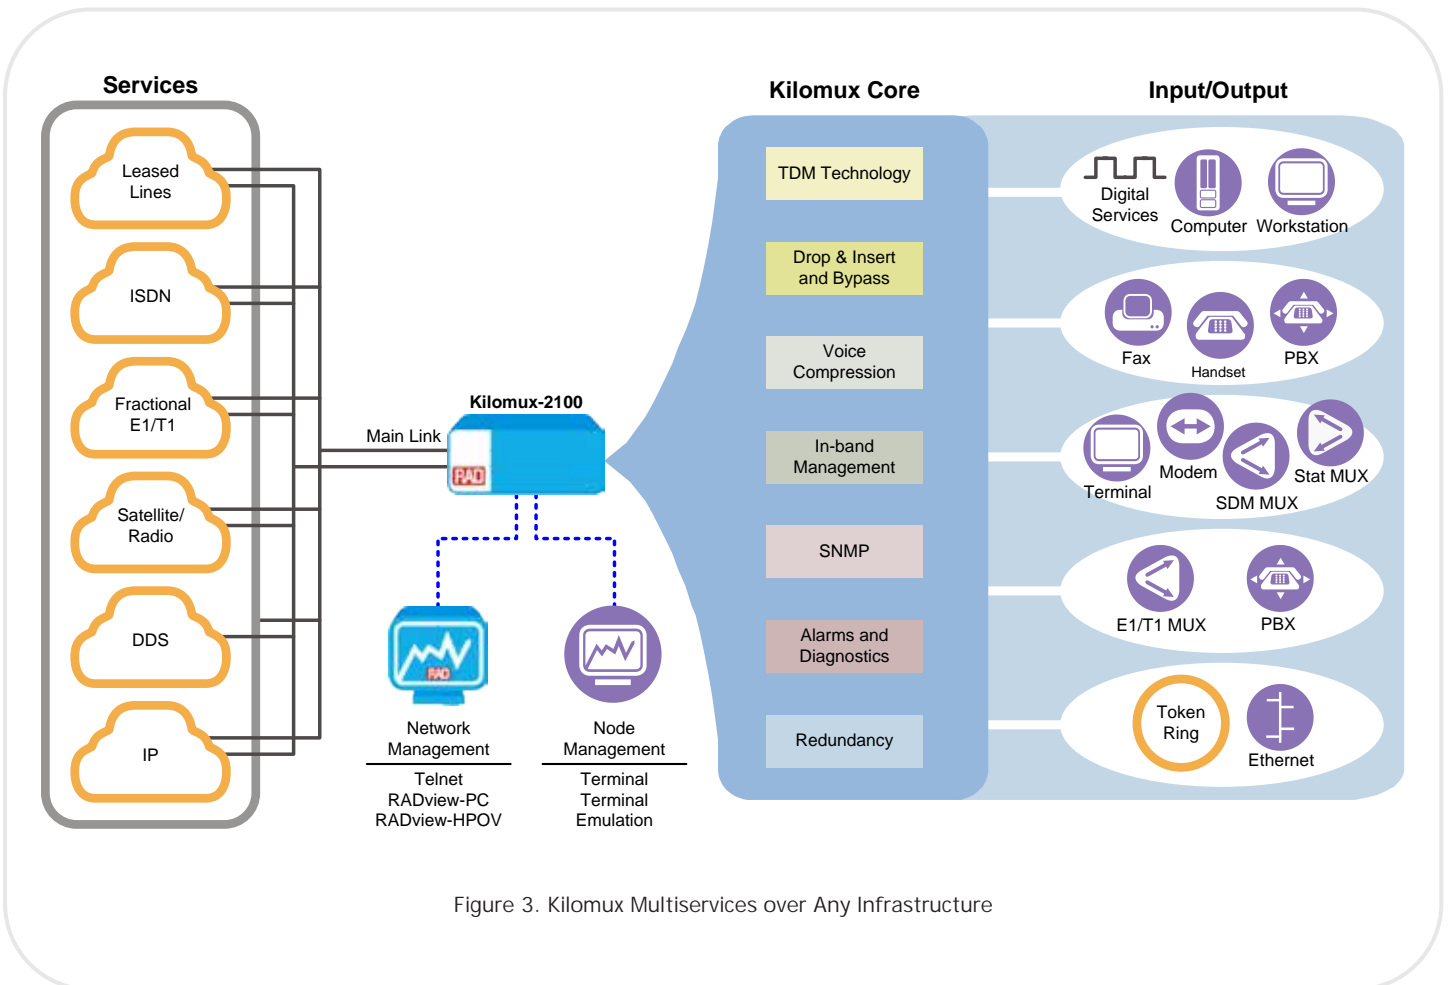 Services
Kilomux Core
Input/Output
Leased
Lines
ISDN
Fractional
E1/T1
Satellite/
Radio
DDS
IP
Main Link
Kilomux-2100
RAD
RAD
Network
Management
Telnet
RADview-PC
RADview-HPOV
Node
Management
Terminal
Terminal
Emulation
TDM Technology
Drop & Insert
and Bypass
Voice
Compression
In-band
Management
SNMP
Alarms and
Diagnostics
Redundancy
Digital
Services
Computer
Workstation
Fax
Handset
PBX
Terminal
Modem
SDM MUX
Stat MUX
E1/T1 MUX
PBX
Token
Ring
Ethernet
Figure 3. Kilomux Multiservices over Any Infrastructure